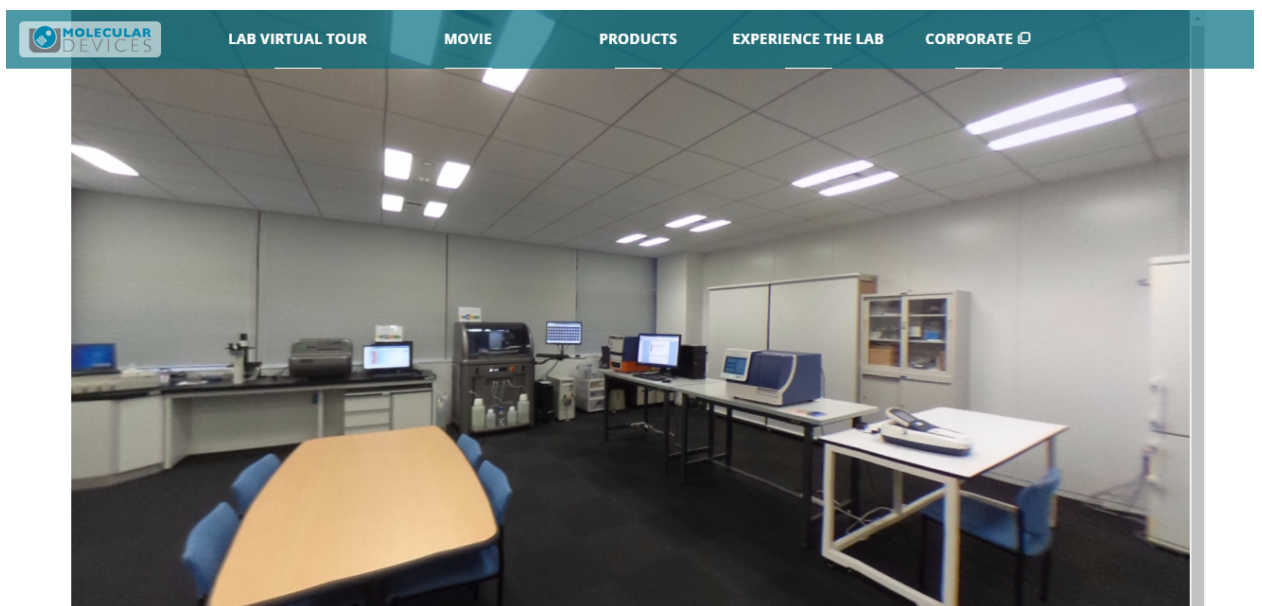 MOLECULAR
DEVICES
LAB VIRTUAL TOUR
MOVIE
PRODUCTS
EXPERIENCE THE LAB
CORPORATE